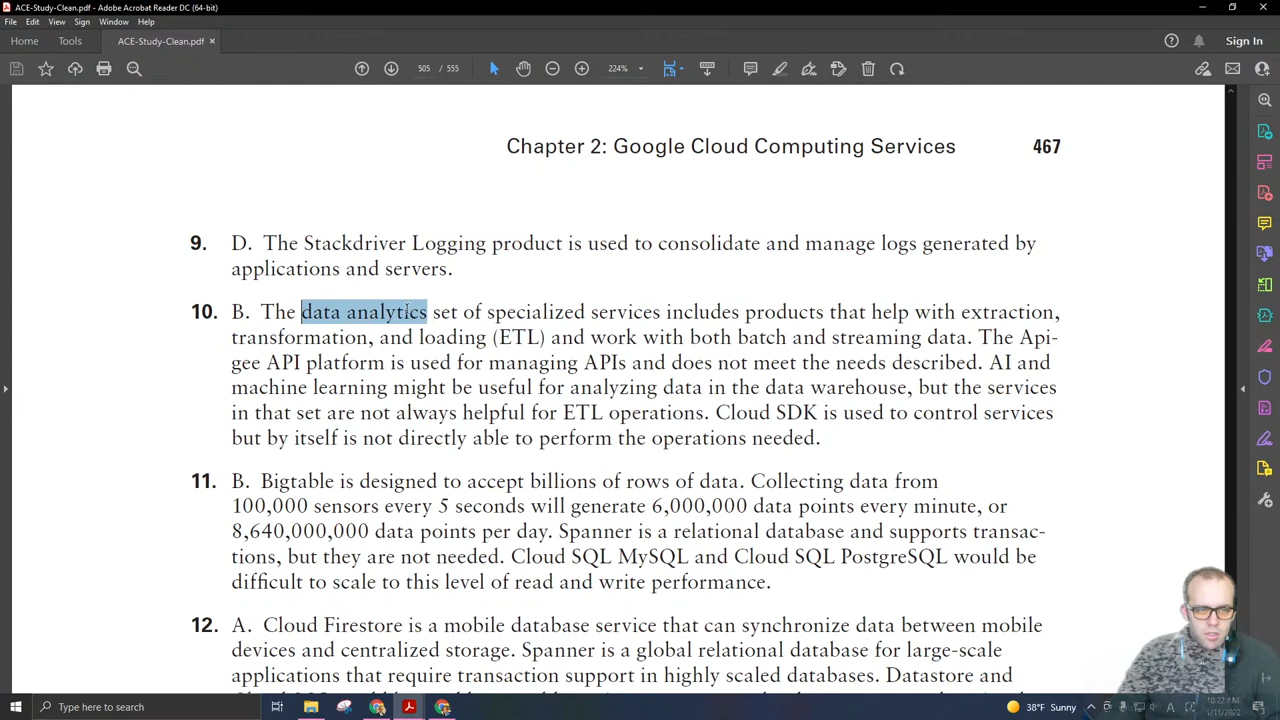 ACE-Study-Clean.pdf - Adobe Acrobat Reader DC (64-bit)
File Edit View Sign Window Help
Home Tools ACE-Study-Clean.pdf × Sign In
505 / 555 224%
Chapter 2: Google Cloud Computing Services 467
9. D. The Stackdriver Logging product is used to consolidate and manage logs generated by
applications and servers.
10. B. The data analytics set of specialized services includes products that help with extraction,
transformation, and loading (ETL) and work with both batch and streaming data. The Api-
gee API platform is used for managing APIs and does not meet the needs described. AI and
machine learning might be useful for analyzing data in the data warehouse, but the services
in that set are not always helpful for ETL operations. Cloud SDK is used to control services
but by itself is not directly able to perform the operations needed.
11. B. Bigtable is designed to accept billions of rows of data. Collecting data from
100,000 sensors every 5 seconds will generate 6,000,000 data points every minute, or
8,640,000,000 data points per day. Spanner is a relational database and supports transac-
tions, but they are not needed. Cloud SQL MySQL and Cloud SQL PostgreSQL would be
difficult to scale to this level of read and write performance.
12. A. Cloud Firestore is a mobile database service that can synchronize data between mobile
devices and centralized storage. Spanner is a global relational database for large-scale
applications that require transaction support in highly scaled databases. Datastore and
Type here to search
38°F Sunny
10:22 AM
1/11/2022